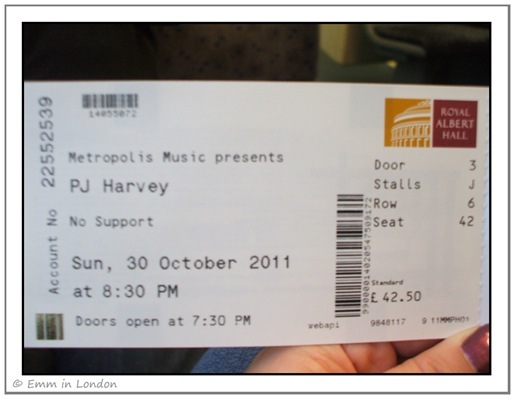 Account No 22552539
14055072
Metropolis Music presents
PJ Harvey
No Support
Sun, 30 October 2011
at 8:30 PM
Doors open at 7:30 PM
ROYAL
ALBERT
HALL
Door 3
Stalls J
Row 6
Seat 42
Standard
£ 42.50
webapi
9848117
© Emm in London